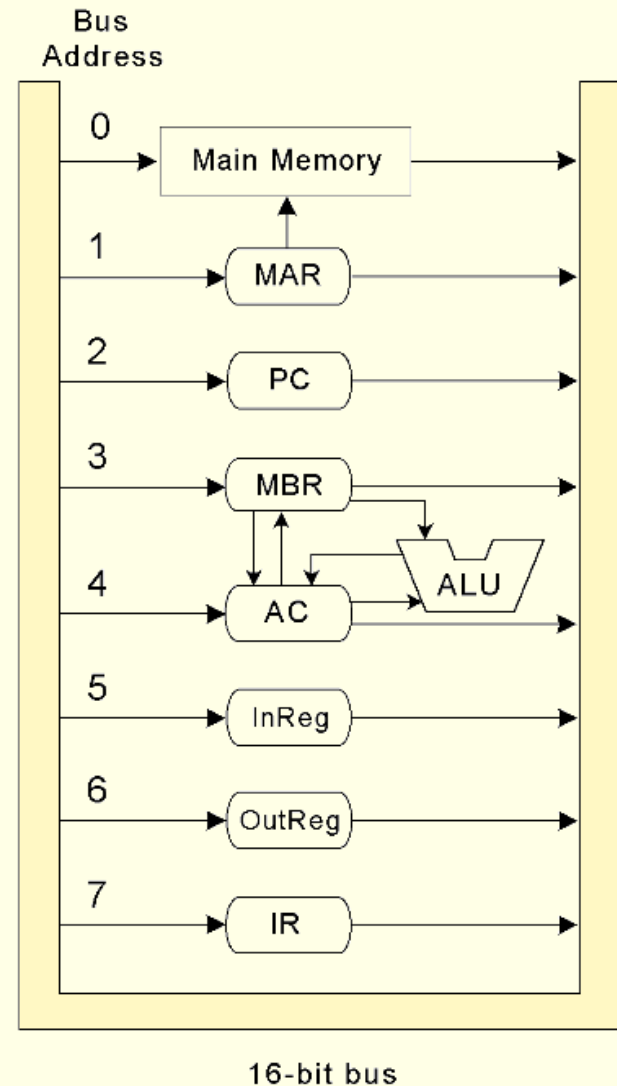 Bus
Address
0
Main Memory
1
MAR
2
PC
3
MBR
4
AC
ALU
5
InReg
6
OutReg
7
IR
16-bit bus